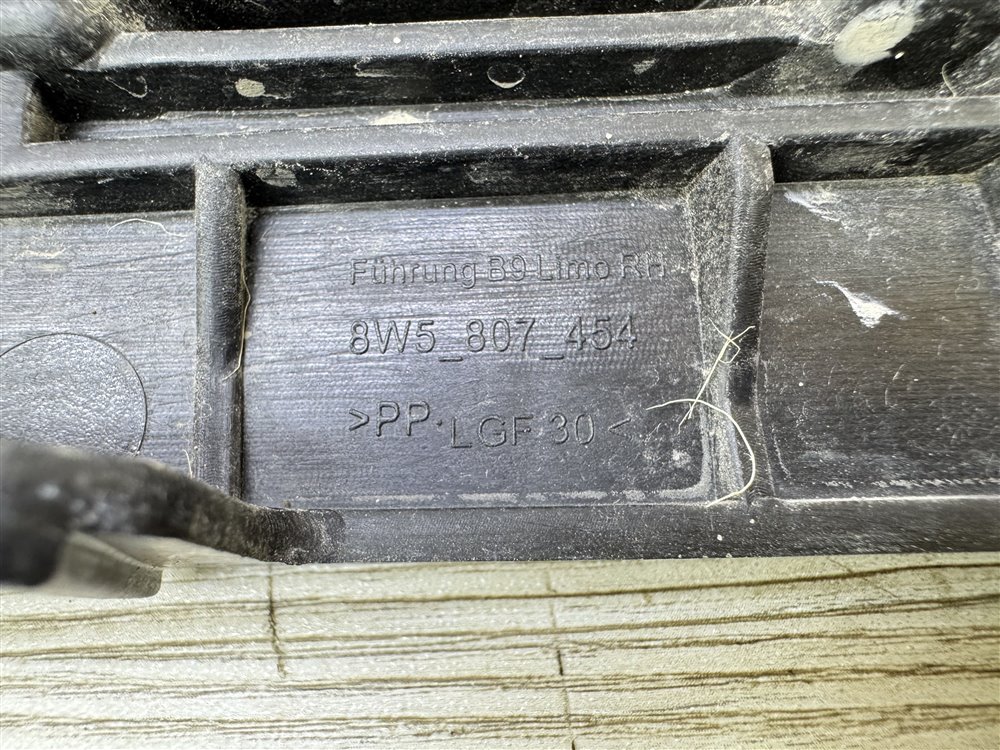 Führung B9 Limo RH
8W5_807_454
>PP.LGF 30<